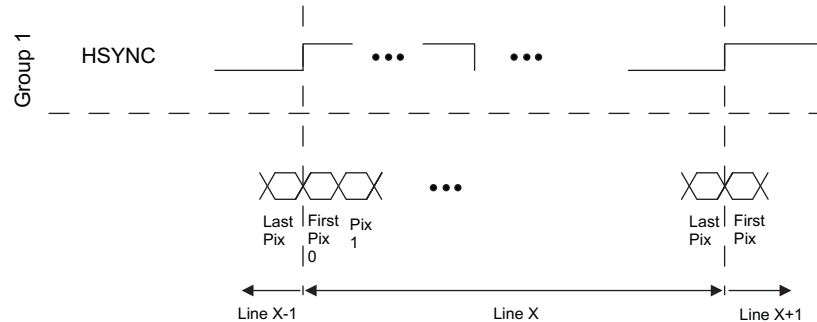 Group 1
HSYNC
Last
Pix
First
Pix
0
Pix
1
Last
Pix
First
Pix
Line X-1
Line X
Line X+1